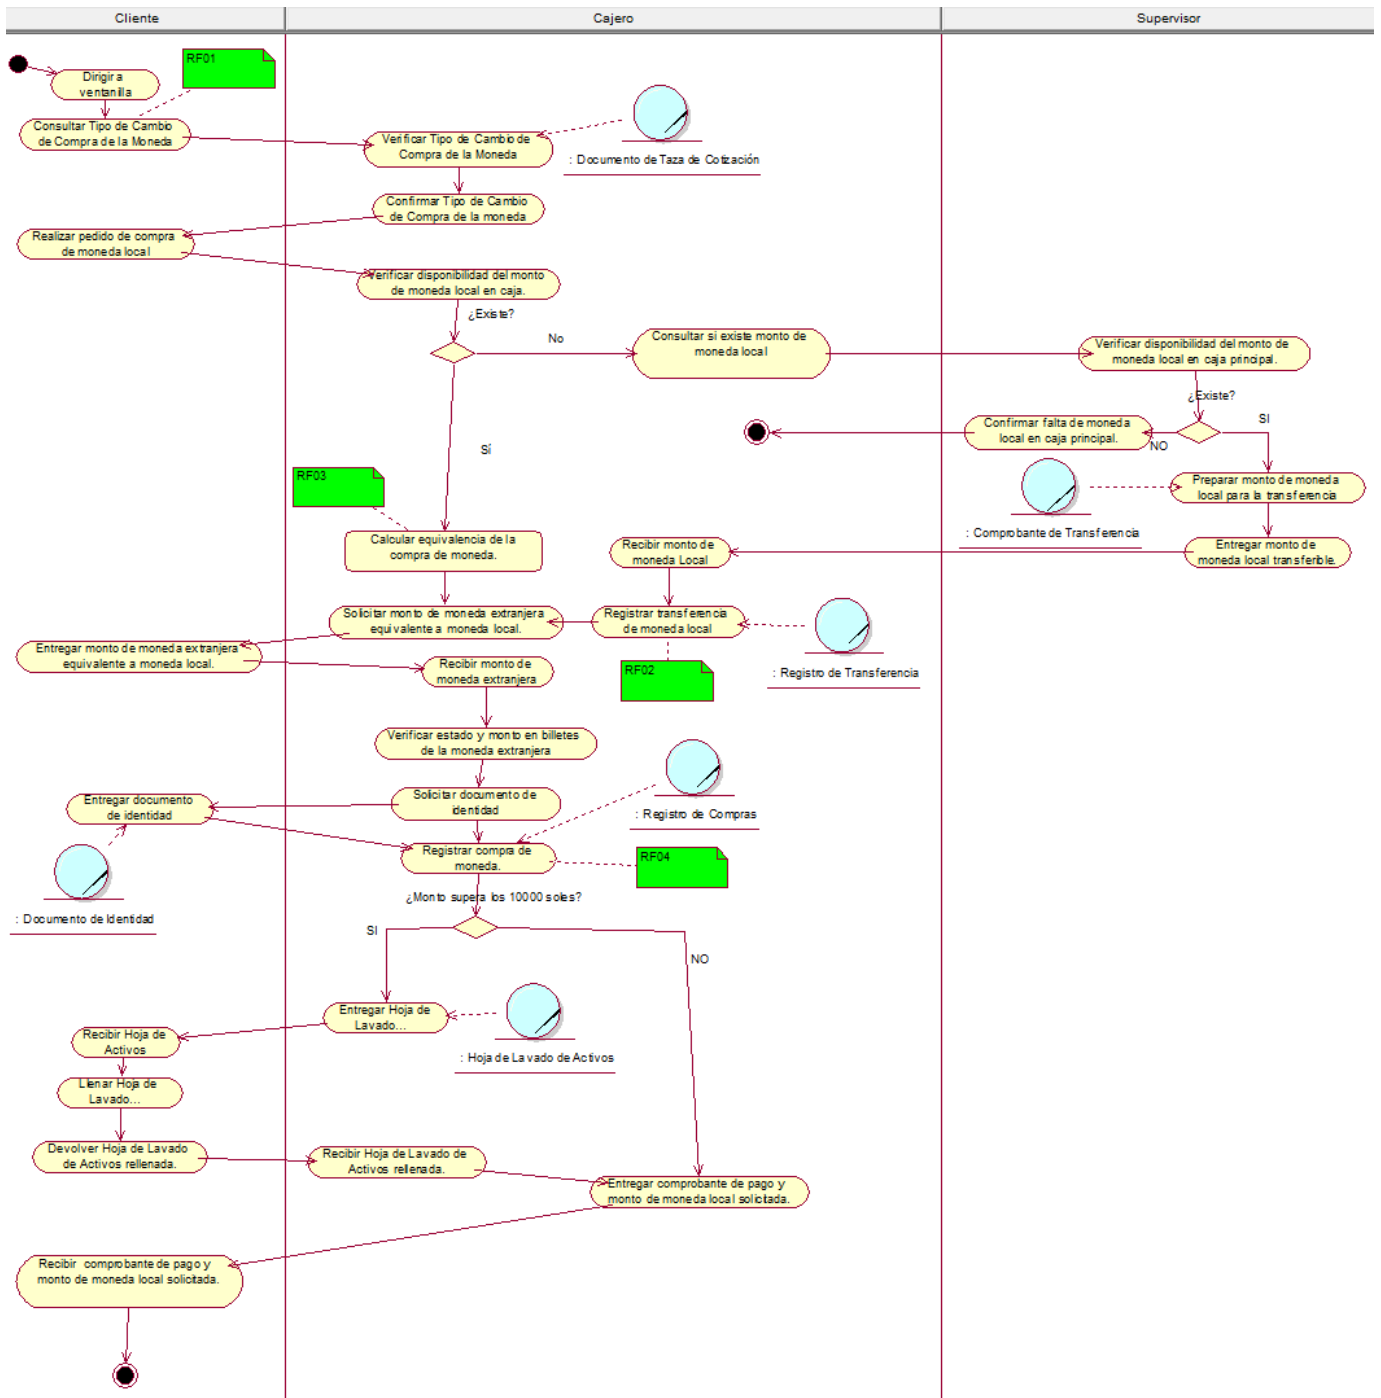 Cliente
Cajero
Supervisor
RF01
Dirigir a
ventanilla
Consultar Tipo de Cambio
de Compra de la Moneda
Verificar Tipo de Cambio de
Compra de la Moneda
: Documento de Taza de Cotización
Confirmar Tipo de Cambio
de Compra de la moneda
Realizar pedido de compra
de moneda local
Verificar disponibilidad del monto
de moneda local en caja.
¿Existe?
No
Consultar si existe monto de
moneda local
Verificar disponibilidad del monto de
moneda local en caja principal.
¿Existe?
SI
Confirmar falta de moneda
local en caja principal.
NO
Sí
RF03
Preparar monto de moneda
local para la transferencia
: Comprobante de Transferencia
Calcular equivalencia de la
compra de moneda.
Recibir monto de
moneda Local
Entregar monto de
moneda local transferible.
Solicitar monto de moneda extranjera
equivalente a moneda local.
Registrar transferencia
de moneda local
Entregar monto de moneda extranjera
equivalente a moneda local.
Recibir monto de
moneda extranjera
RF02
: Registro de Transferencia
Verificar estado y monto en billetes
de la moneda extranjera
Entregar documento
de identidad
Solicitar documento de
identidad
: Registro de Compras
Registrar compra de
moneda.
RF04
¿Monto supera los 10000 soles?
: Documento de Identidad
SI
NO
Entregar Hoja de
Lavado...
: Hoja de Lavado de Activos
Recibir Hoja de
Activos
Llenar Hoja de
Lavado...
Devolver Hoja de Lavado
de Activos rellenada.
Recibir Hoja de Lavado de
Activos rellenada.
Entregar comprobante de pago y
monto de moneda local solicitada.
Recibir comprobante de pago y
monto de moneda local solicitada.